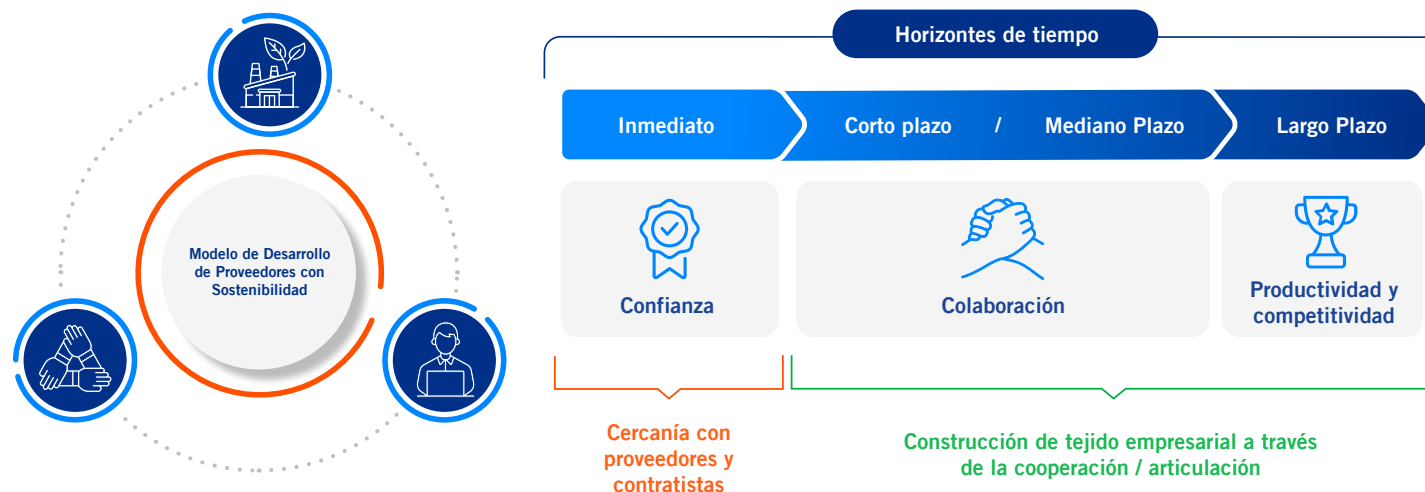 Modelo de Desarrollo
de Proveedores con
Sostenibilidad
Horizontes de tiempo
Inmediato
Corto plazo / Mediano Plazo
Largo Plazo
Confianza
Colaboración
Productividad y
competitividad
Cercanía con
proveedores y
contratistas
Construcción de tejido empresarial a través
de la cooperación / articulación